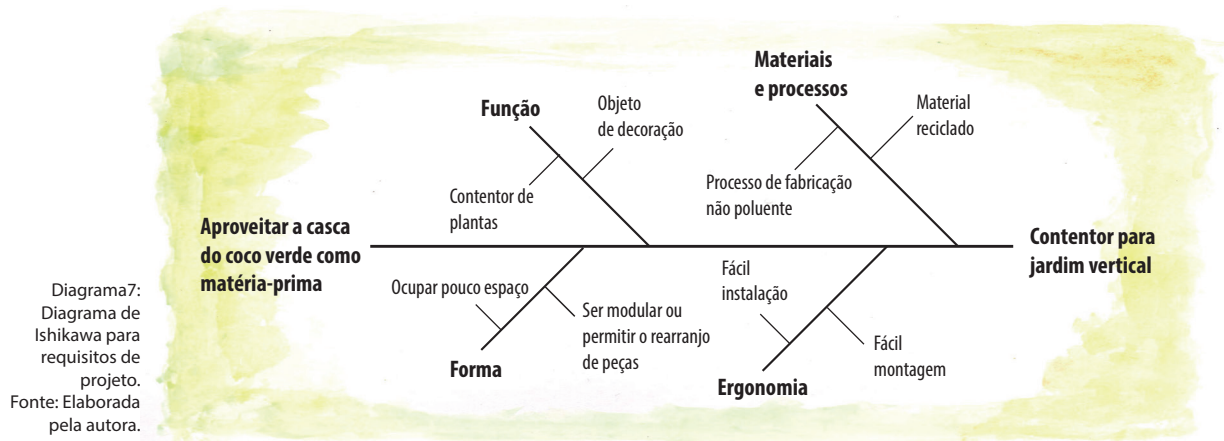 Materiais
e processos
Função
Objeto
de decoração
Material
reciclado
Contentor de
plantas
Processo de fabricação
não poluente
Aproveitar a casca
do coco verde como
matéria-prima
Contentor para
jardim vertical
Ocupar pouco espaço
Ser modular ou
permitir o rearranjo
de peças
Forma
Fácil
instalação
Fácil
montagem
Ergonomia
Diagrama7:
Diagrama de
Ishikawa para
requisitos de
projeto.
Fonte: Elaborada
pela autora.